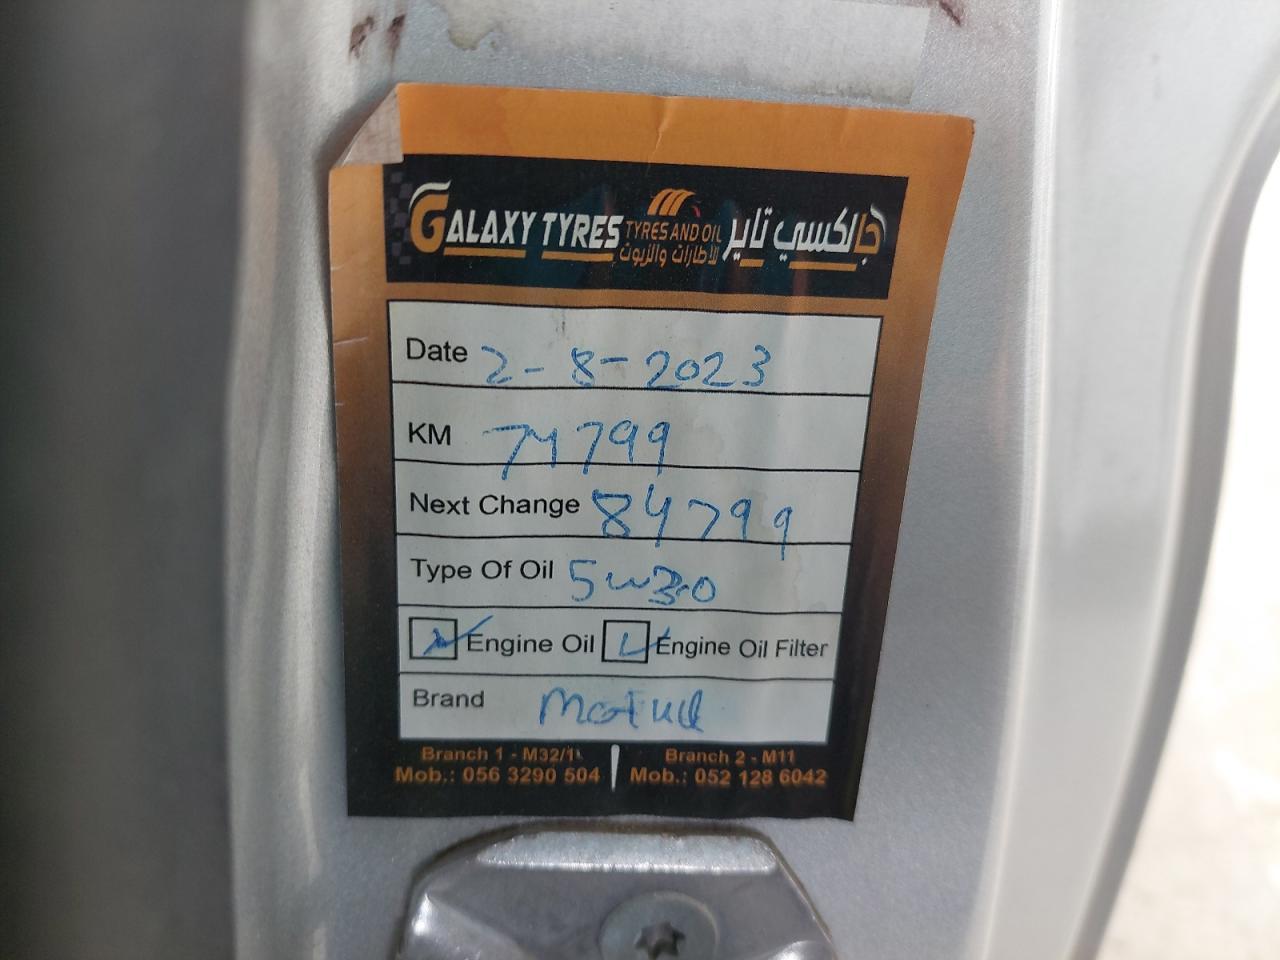 GALAXY TYRES TYRES AND OIL جالكسي تاير
للاطارات والزيوت
Date 2-8-2023
KM 74799
Next Change 84799
Type Of Oil 5w30
Engine Oil Engine Oil Filter
Brand Motul
Branch 1 - M32/1 Branch 2 - M11
Mob.: 056 3290 504 Mob.: 052 128 6042